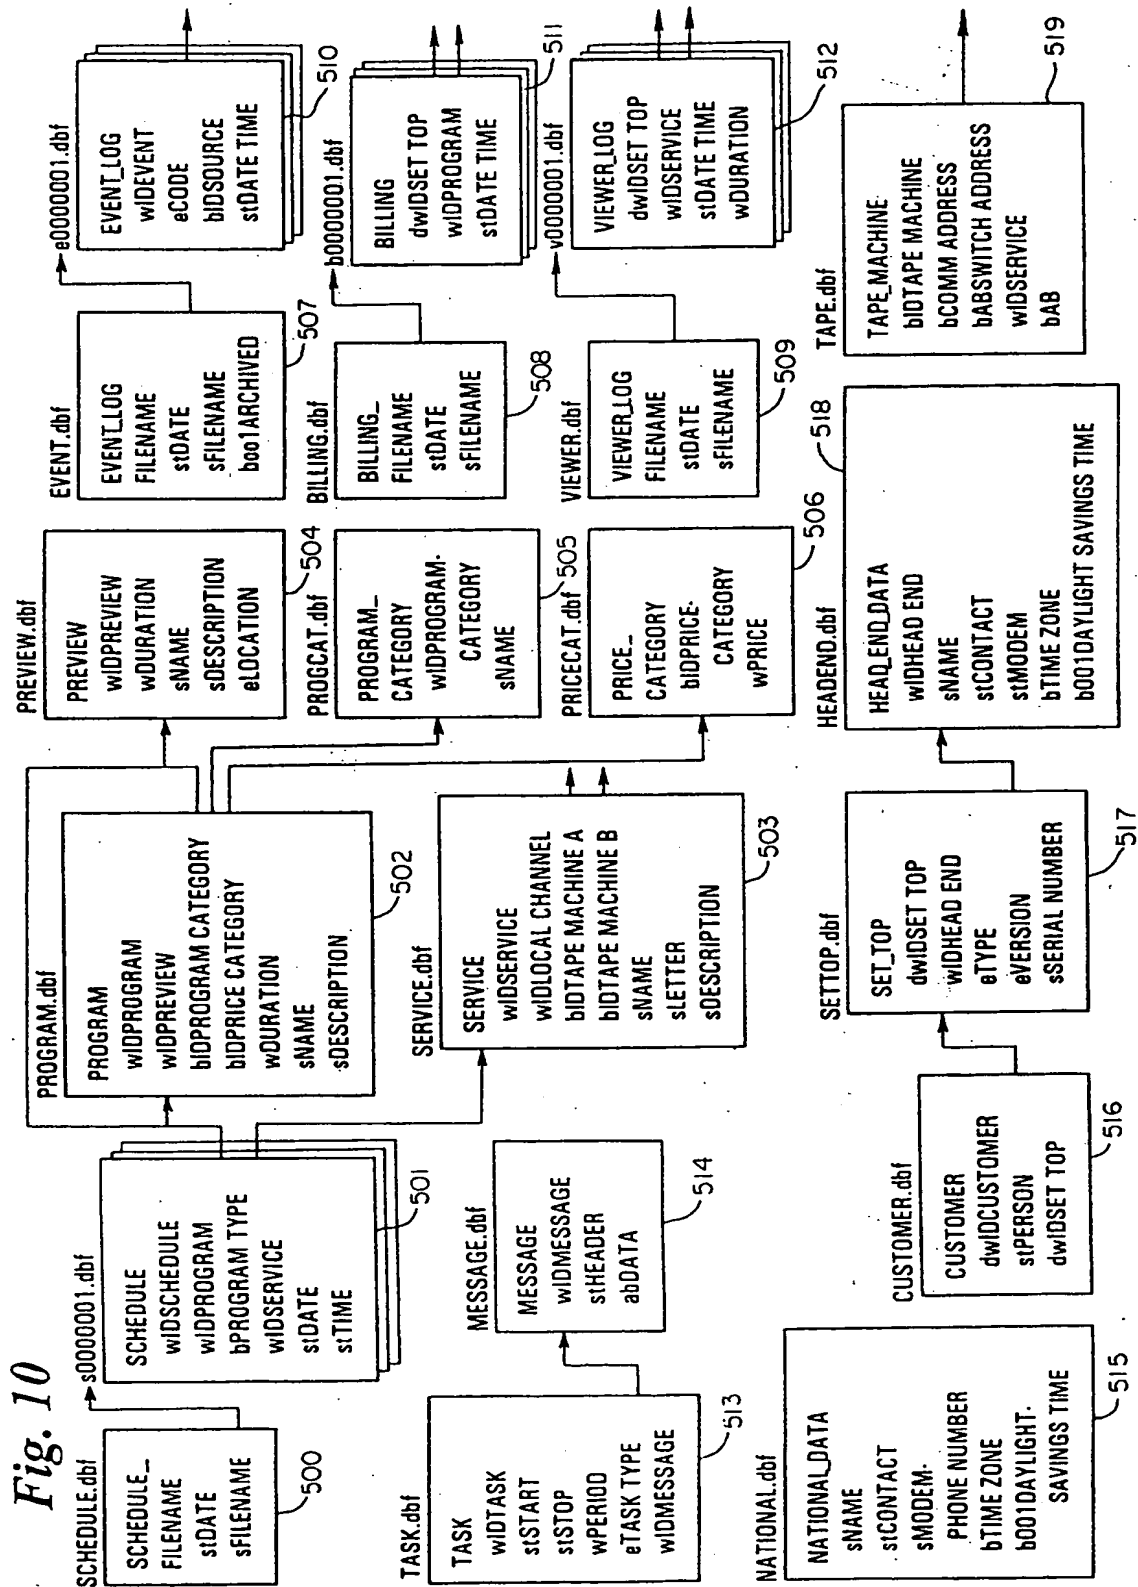 Fig. 10
SCHEDULE.dbf
SCHEDULE_
FILENAME
stDATE
sFILENAME
500
s0000001.dbf
SCHEDULE
wIDSCHEDULE
wIDPROGRAM
bPROGRAM TYPE
wIDSERVICE
stDATE
stTIME
501
PROGRAM.dbf
PROGRAM
wIDPROGRAM
wIDPREVIEW
bIDPROGRAM CATEGORY
bIDPRICE CATEGORY
wDURATION
sNAME
sDESCRIPTION
502
SERVICE.dbf
SERVICE
wIDSERVICE
wIDLOCAL CHANNEL
bIDTAPE MACHINE A
bIDTAPE MACHINE B
sNAME
sLETTER
sDESCRIPTION
503
PREVIEW.dbf
PREVIEW
wIDPREVIEW
wDURATION
sNAME
sDESCRIPTION
eLOCATION
504
PROGCAT.dbf
PROGRAM_
CATEGORY
wIDPROGRAM-
CATEGORY
sNAME
505
PRICECAT.dbf
PRICE_
CATEGORY
bIDPRICE-
CATEGORY
wPRICE
506
EVENT.dbf
EVENT_LOG
FILENAME
stDATE
sFILENAME
boo1ARCHIVED
507
BILLING.dbf
BILLING_
FILENAME
stDATE
sFILENAME
508
VIEWER.dbf
VIEWER_LOG
FILENAME
stDATE
sFILENAME
509
e0000001.dbf
EVENT_LOG
wIDEVENT
eCODE
bIDSOURCE
stDATE TIME
510
b0000001.dbf
BILLING
dwIDSET TOP
wIDPROGRAM
stDATE TIME
511
v0000001.dbf
VIEWER_LOG
dwIDSET TOP
wIDSERVICE
stDATE TIME
wDURATION
512
TASK.dbf
TASK
wIDTASK
stSTART
stSTOP
wPERIOD
eTASK TYPE
wIDMESSAGE
513
MESSAGE.dbf
MESSAGE
wIDMESSAGE
stHEADER
abDATA
514
NATIONAL.dbf
NATIONAL_DATA
sNAME
stCONTACT
sMODEM-
PHONE NUMBER
bTIME ZONE
b001DAYLIGHT-
SAVINGS TIME
515
CUSTOMER.dbf
CUSTOMER
dwIDCUSTOMER
stPERSON
dwIDSET TOP
516
SETTOP.dbf
SET_TOP
dwIDSET TOP
wIDHEAD END
eTYPE
eVERSION
sSERIAL NUMBER
517
HEADEND.dbf
HEAD_END_DATA
wIDHEAD END
sNAME
stCONTACT
stMODEM
bTIME ZONE
b001DAYLIGHT SAVINGS TIME
518
TAPE.dbf
TAPE_MACHINE
bIDTAPE MACHINE
bCOMM ADDRESS
bABSWITCH ADDRESS
wIDSERVICE
bAB
519